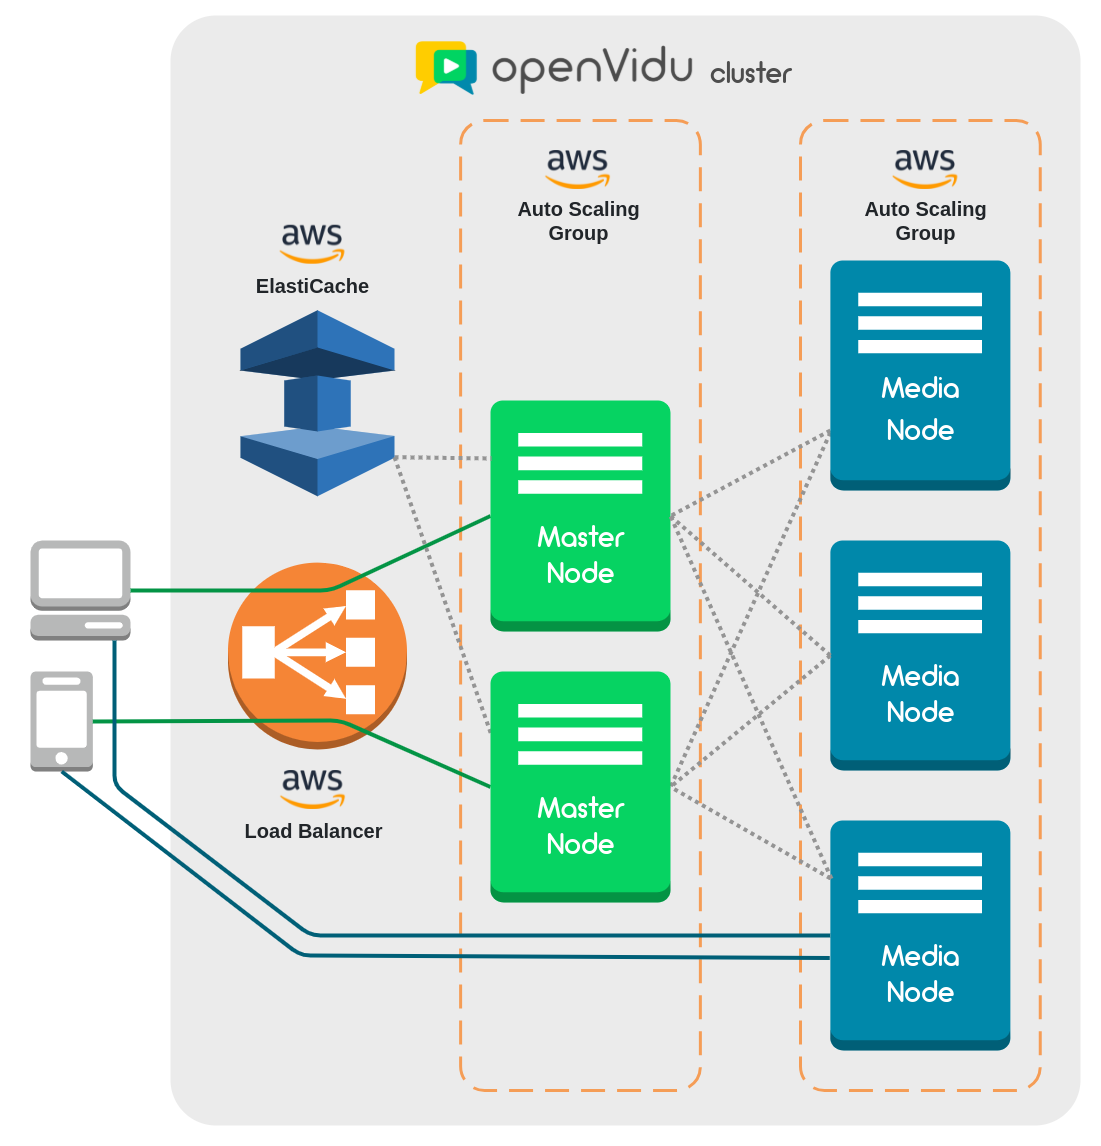 openVidu cluster
aws
Auto Scaling
Group
aws
Auto Scaling
Group
aws
ElastiCache
Media
Node
Master
Node
Media
Node
aws
Load Balancer
Master
Node
Media
Node